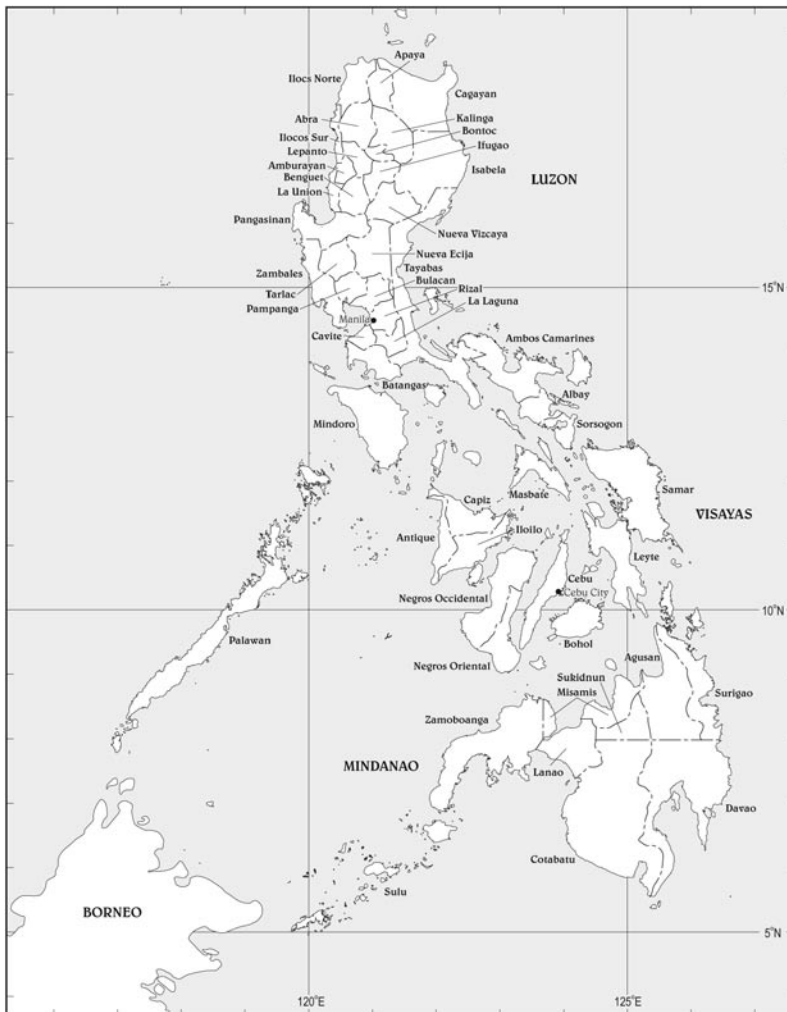 Apaya
Ilocs Norte
Cagayan
Abra
Kalinga
Bontoc
Ilocos Sur
Ifugao
Lepanto
Amburayan
Isabela
Benguet
LUZON
La Union
Pangasinan
Nueva Vizcaya
Nueva Ecija
Tayabas
Zambales
Bulacan
Rizal
15°N
Tarlac
La Laguna
Pampanga
Manila
Cavite
Ambos Camarines
Batangas
Albay
Mindoro
Sorsogon
Samar
Capiz
Masbate
VISAYAS
Iloilo
Antique
Leyte
Cebu
Cebu City
Negros Occidental
10°N
Palawan
Bohol
Agusan
Negros Oriental
Sukidnun
Misamis
Surigao
Zamoboanga
MINDANAO
Lanao
Davao
Cotabatu
Sulu
BORNEO
5°N
120°E
125°E